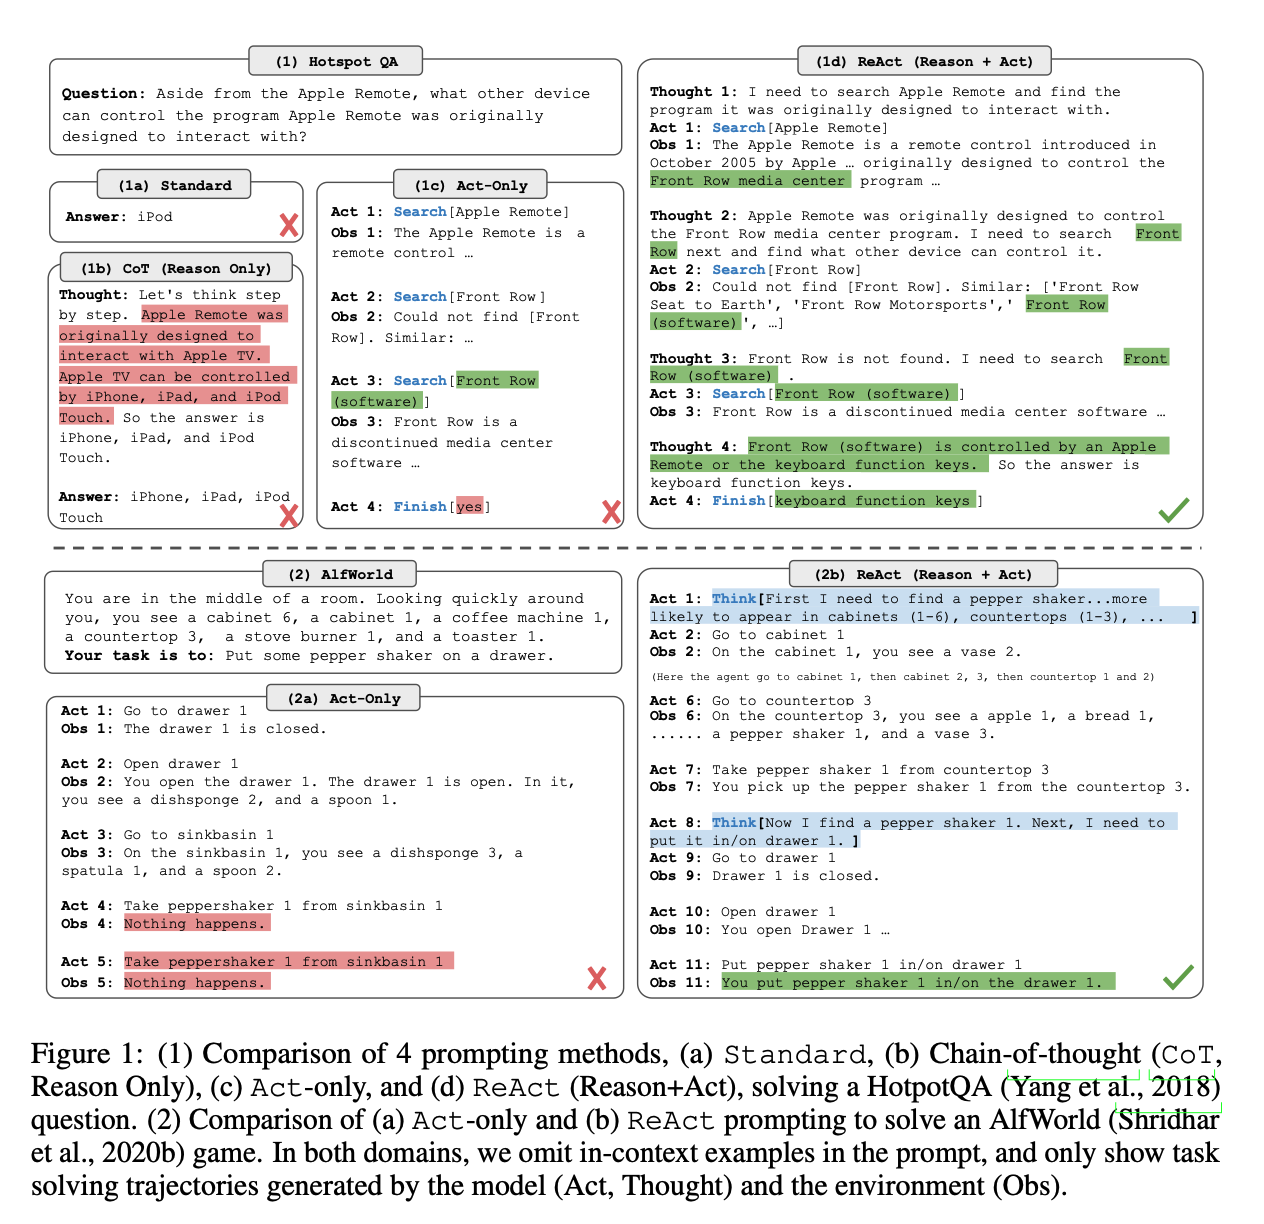 (1) Hotspot QA
Question: Aside from the Apple Remote, what other device
can control the program Apple Remote was originally
designed to interact with?
(1a) Standard
Answer: iPod
(1b) CoT (Reason Only)
Thought: Let's think step
by step. Apple Remote was
originally designed to
interact with Apple TV.
Apple TV can be controlled
by iPhone, iPad, and iPod
Touch. So the answer is
iPhone, iPad, and iPod
Touch.
Answer: iPhone, iPad, iPod
Touch
(1c) Act-Only
Act 1: Search[Apple Remote]
Obs 1: The Apple Remote is a
remote control …
Act 2: Search[Front Row]
Obs 2: Could not find [Front
Row]. Similar: …
Act 3: Search[Front Row
(software)]
Obs 3: Front Row is a
discontinued media center
software …
Act 4: Finish[yes]
(1d) ReAct (Reason + Act)
Thought 1: I need to search Apple Remote and find the
program it was originally designed to interact with.
Act 1: Search[Apple Remote]
Obs 1: The Apple Remote is a remote control introduced in
October 2005 by Apple … originally designed to control the
Front Row media center program …
Thought 2: Apple Remote was originally designed to control
the Front Row media center program. I need to search Front
Row next and find what other device can control it.
Act 2: Search[Front Row]
Obs 2: Could not find [Front Row]. Similar: ['Front Row
Seat to Earth', 'Front Row Motorsports',' Front Row
(software)', …]
Thought 3: Front Row is not found. I need to search Front
Row (software) .
Act 3: Search[Front Row (software)]
Obs 3: Front Row is a discontinued media center software …
Thought 4: Front Row (software) is controlled by an Apple
Remote or the keyboard function keys. So the answer is
keyboard function keys.
Act 4: Finish[keyboard function keys]
(2) AlfWorld
You are in the middle of a room. Looking quickly around
you, you see a cabinet 6, a cabinet 1, a coffee machine 1,
a countertop 3, a stove burner 1, and a toaster 1.
Your task is to: Put some pepper shaker on a drawer.
(2a) Act-Only
Act 1: Go to drawer 1
Obs 1: The drawer 1 is closed.
Act 2: Open drawer 1
Obs 2: You open the drawer 1. The drawer 1 is open. In it,
you see a dishsponge 2, and a spoon 1.
Act 3: Go to sinkbasin 1
Obs 3: On the sinkbasin 1, you see a dishsponge 3, a
spatula 1, and a spoon 2.
Act 4: Take peppershaker 1 from sinkbasin 1
Obs 4: Nothing happens.
Act 5: Take peppershaker 1 from sinkbasin 1
Obs 5: Nothing happens.
(2b) ReAct (Reason + Act)
Act 1: Think[First I need to find a pepper shaker...more
likely to appear in cabinets (1-6), countertops (1-3), ... ]
Act 2: Go to cabinet 1
Obs 2: On the cabinet 1, you see a vase 2.
(Here the agent go to cabinet 1, then cabinet 2, 3, then countertop 1 and 2)
Act 6: Go to countertop 3
Obs 6: On the countertop 3, you see a apple 1, a bread 1,
...... a pepper shaker 1, and a vase 3.
Act 7: Take pepper shaker 1 from countertop 3
Obs 7: You pick up the pepper shaker 1 from the countertop 3.
Act 8: Think[Now I find a pepper shaker 1. Next, I need to
put it in/on drawer 1. ]
Act 9: Go to drawer 1
Obs 9: Drawer 1 is closed.
Act 10: Open drawer 1
Obs 10: You open Drawer 1 …
Act 11: Put pepper shaker 1 in/on drawer 1
Obs 11: You put pepper shaker 1 in/on the drawer 1.
Figure 1: (1) Comparison of 4 prompting methods, (a) Standard, (b) Chain-of-thought (CoT,
Reason Only), (c) Act-only, and (d) ReAct (Reason+Act), solving a HotpotQA (Yang et al., 2018)
question. (2) Comparison of (a) Act-only and (b) ReAct prompting to solve an AlfWorld (Shridhar
et al., 2020b) game. In both domains, we omit in-context examples in the prompt, and only show task
solving trajectories generated by the model (Act, Thought) and the environment (Obs).